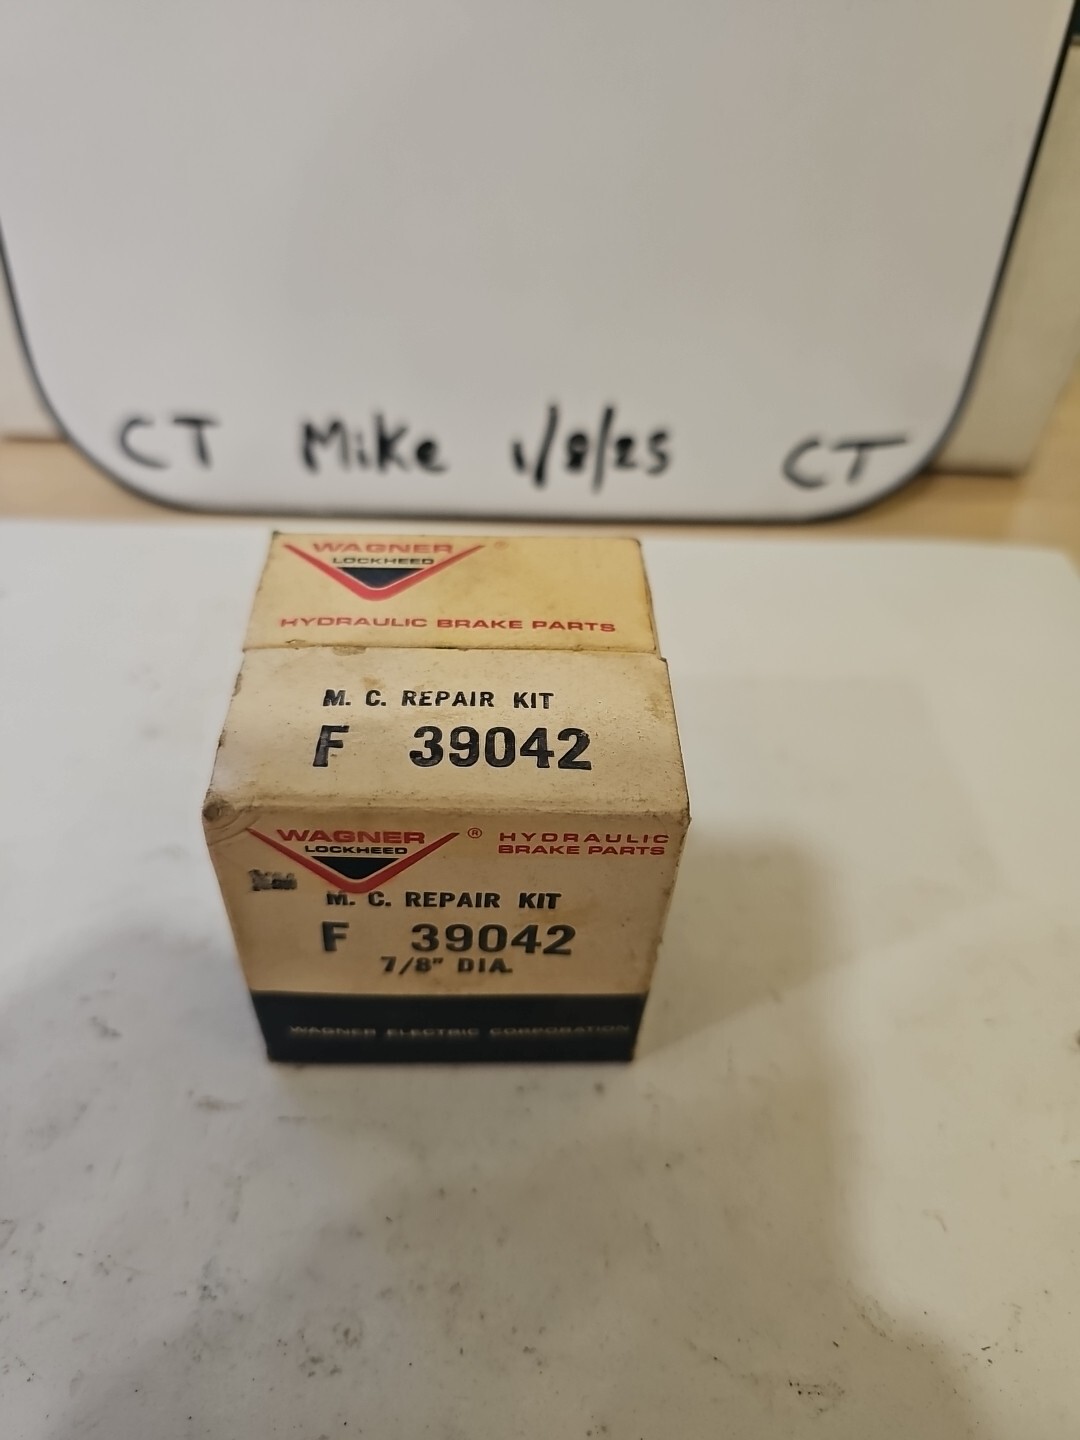 CT Mike 1/8/25 CT
WAGNER ®
LOCKHEED
HYDRAULIC BRAKE PARTS
M. C. REPAIR KIT
F 39042
WAGNER ®
LOCKHEED
HYDRAULIC
BRAKE PARTS
M. C. REPAIR KIT
F 39042
7/8" DIA.
WAGNER ELECTRIC CORPORATION